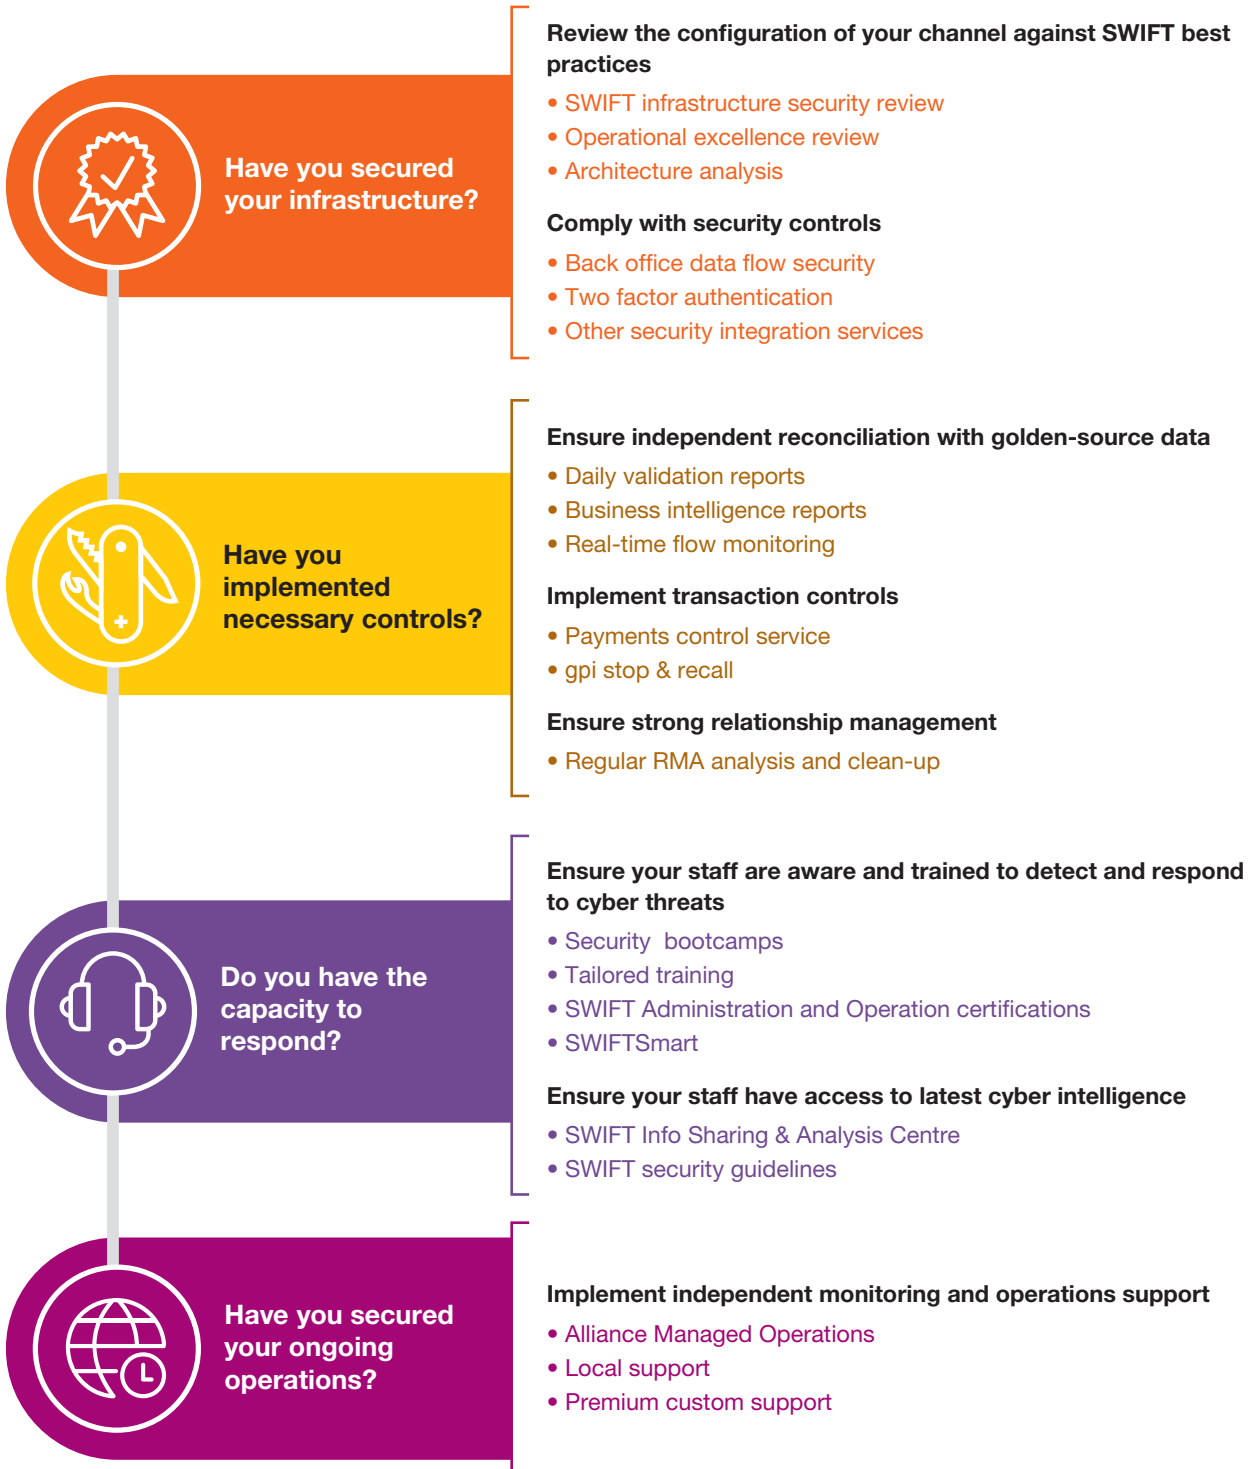 Have you secured
your infrastructure?
Review the configuration of your channel against SWIFT best
practices
• SWIFT infrastructure security review
• Operational excellence review
• Architecture analysis
Comply with security controls
• Back office data flow security
• Two factor authentication
• Other security integration services
Have you
implemented
necessary controls?
Ensure independent reconciliation with golden-source data
• Daily validation reports
• Business intelligence reports
• Real-time flow monitoring
Implement transaction controls
• Payments control service
• gpi stop & recall
Ensure strong relationship management
• Regular RMA analysis and clean-up
Do you have the
capacity to
respond?
Ensure your staff are aware and trained to detect and respond
to cyber threats
• Security  bootcamps
• Tailored training
• SWIFT Administration and Operation certifications
• SWIFTSmart
Ensure your staff have access to latest cyber intelligence
• SWIFT Info Sharing & Analysis Centre
• SWIFT security guidelines
Have you secured
your ongoing
operations?
Implement independent monitoring and operations support
• Alliance Managed Operations
• Local support
• Premium custom support